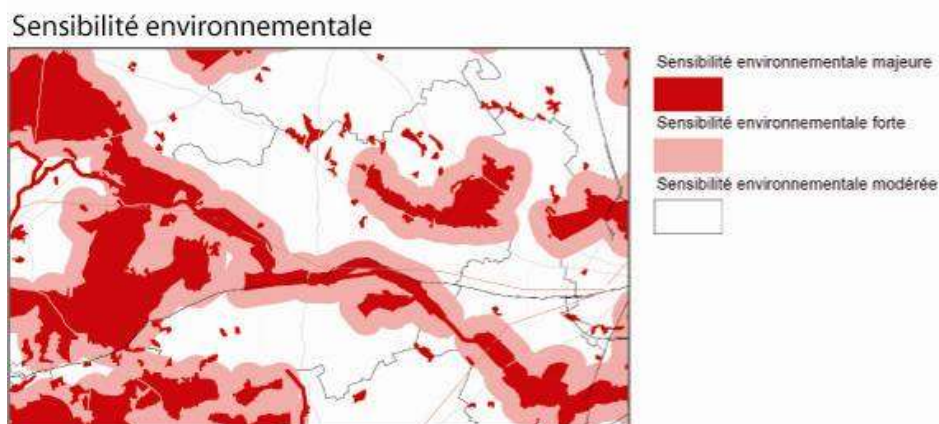 Sensibilité environnementale
Sensibilité environnementale majeure
Sensibilité environnementale forte
Sensibilité environnementale modérée